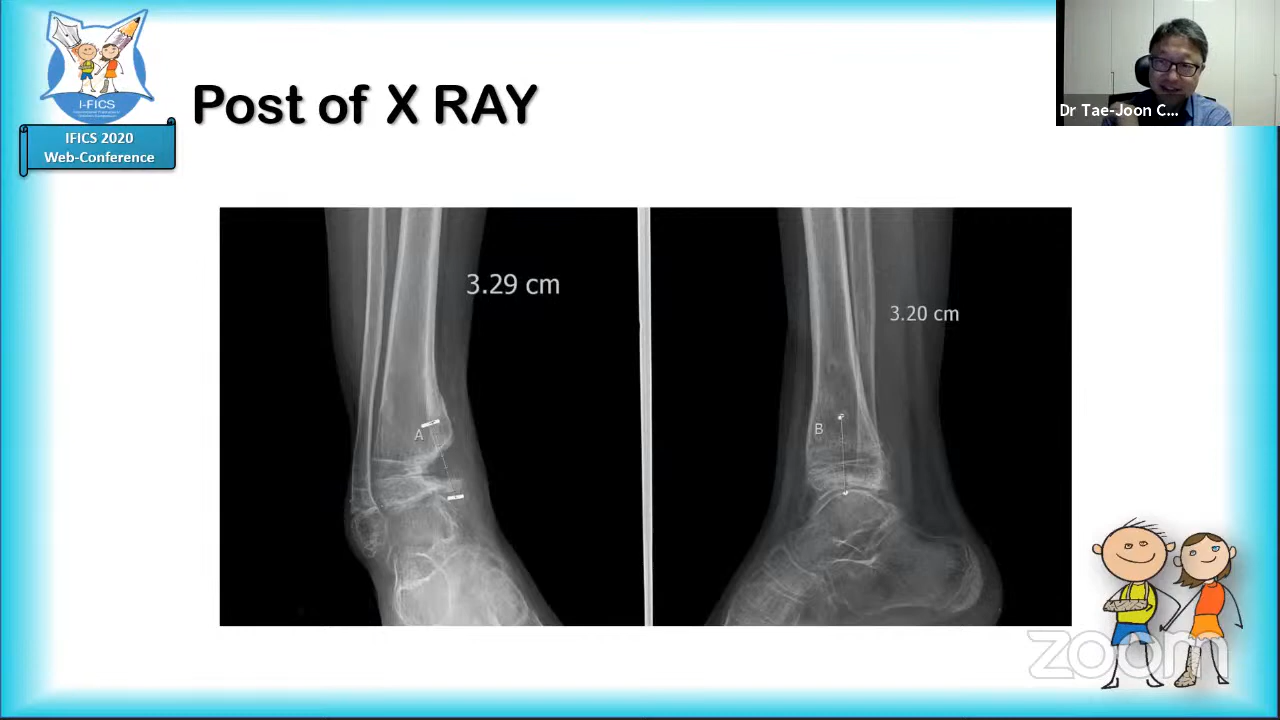 I-FICS
IFICS 2020
Web-Conference
Post of X RAY
Dr Tae-Joon C...
3.29 cm
A
3.20 cm
B
zoom